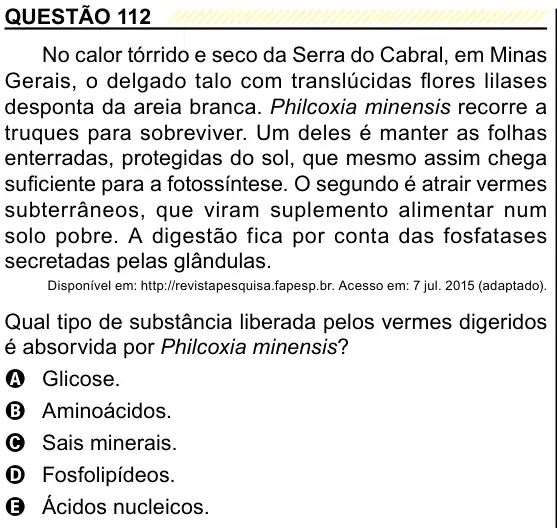 QUESTÃO 112
No calor tórrido e seco da Serra do Cabral, em Minas
Gerais, o delgado talo com translúcidas flores lilases
desponta da areia branca. Philcoxia minensis recorre a
truques para sobreviver. Um deles é manter as folhas
enterradas, protegidas do sol, que mesmo assim chega
suficiente para a fotossíntese. O segundo é atrair vermes
subterrâneos, que viram suplemento alimentar num
solo pobre. A digestão fica por conta das fosfatases
secretadas pelas glândulas.
Disponível em: http://revistapesquisa.fapesp.br. Acesso em: 7 jul. 2015 (adaptado).
Qual tipo de substância liberada pelos vermes digeridos
é absorvida por Philcoxia minensis?
A Glicose.
B Aminoácidos.
C Sais minerais.
D Fosfolipídeos.
E Ácidos nucleicos.